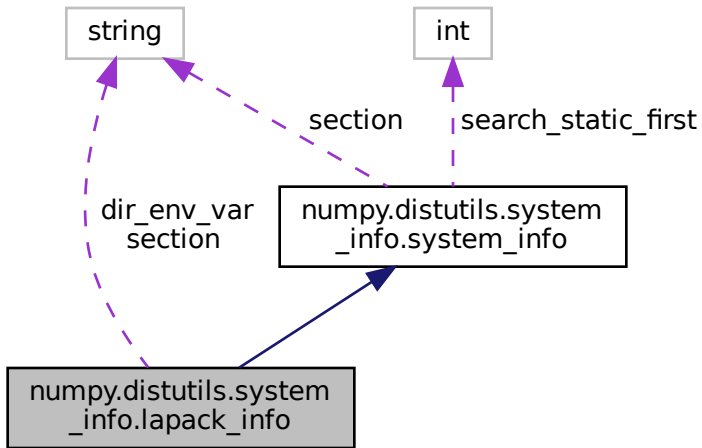 string
int
section
search_static_first
dir_env_var
section
numpy.distutils.system
_info.system_info
numpy.distutils.system
_info.lapack_info